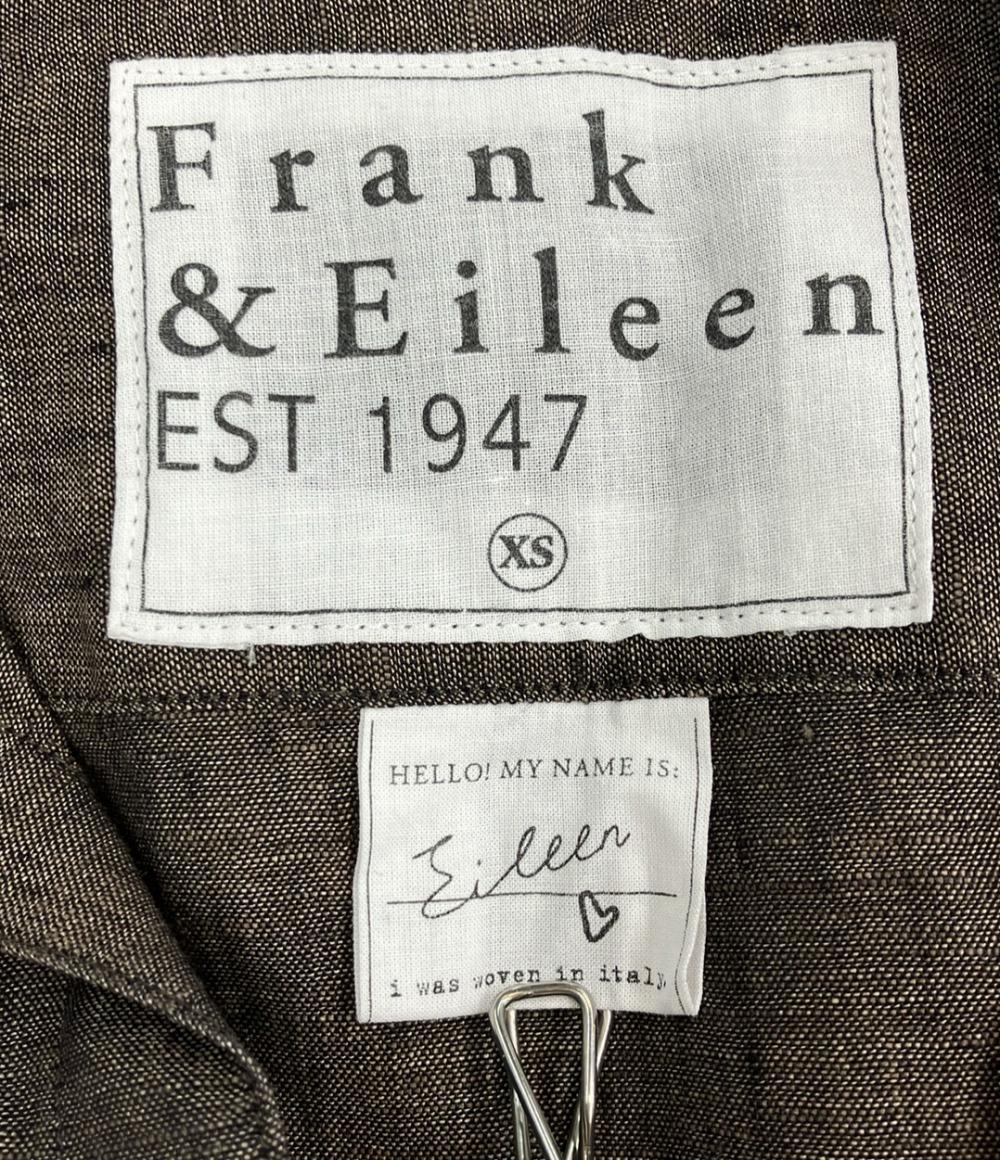 Frank
& Eileen
EST 1947
XS
HELLO! MY NAME IS:
Eileen
i was woven in italy